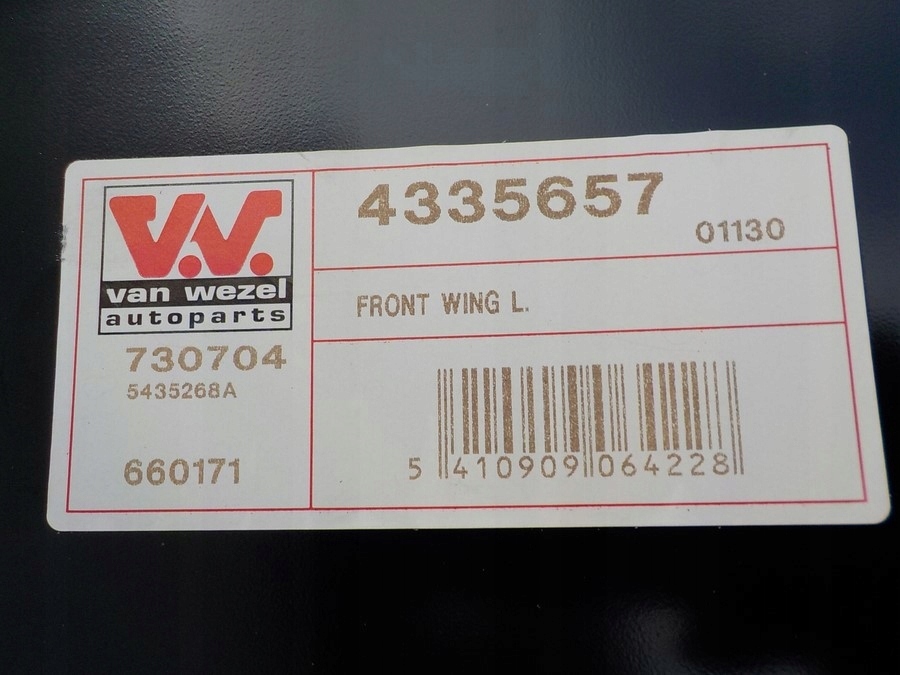 V.V.
van wezel
autoparts
730704
5435268A
660171
4335657
01130
FRONT WING L.
5 410909 064228